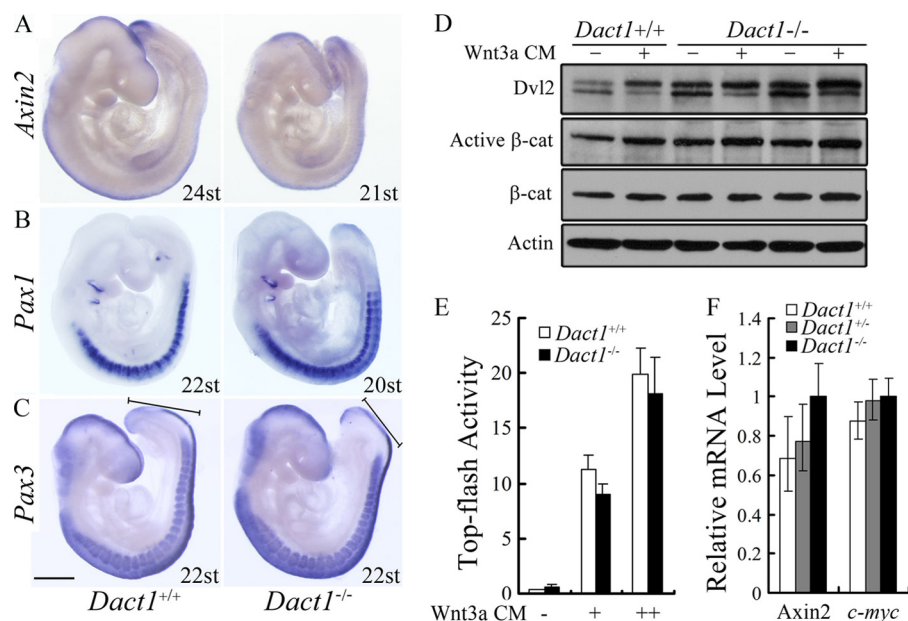 A
Axin2
24st
21st
B
Pax1
22st
20st
C
Pax3
22st
22st
Dact1+/+
Dact1-/-
D
Dact1+/+ Dact1-/-
Wnt3a CM − + − + − +
Dvl2
Active β-cat
β-cat
Actin
E
Top-flash Activity
25
20
15
10
5
0
Dact1+/+
Dact1-/-
Wnt3a CM - + ++
F
Relative mRNA Level
1.4
1.2
1
0.8
0.6
0.4
0.2
0
Dact1+/+
Dact1+/-
Dact1-/-
Axin2 c-myc